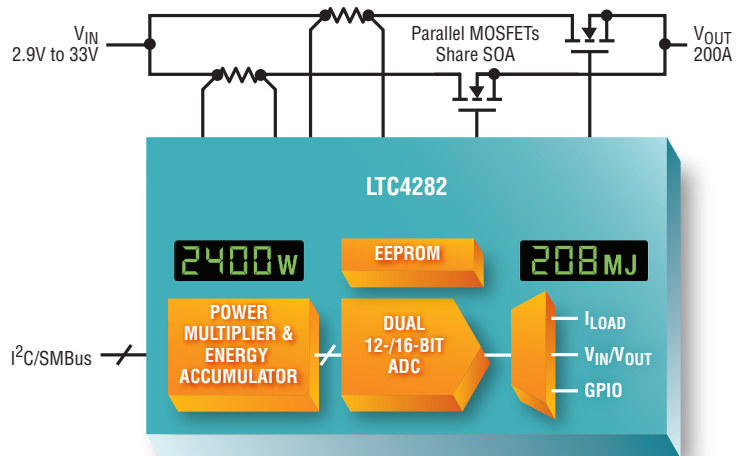 VIN
2.9V to 33V
Parallel MOSFETs
Share SOA
VOUT
200A
LTC4282
2400W
EEPROM
208MJ
POWER
MULTIPLIER &
ENERGY
ACCUMULATOR
DUAL
12-/16-BIT
ADC
ILOAD
VIN/VOUT
GPIO
I²C/SMBus